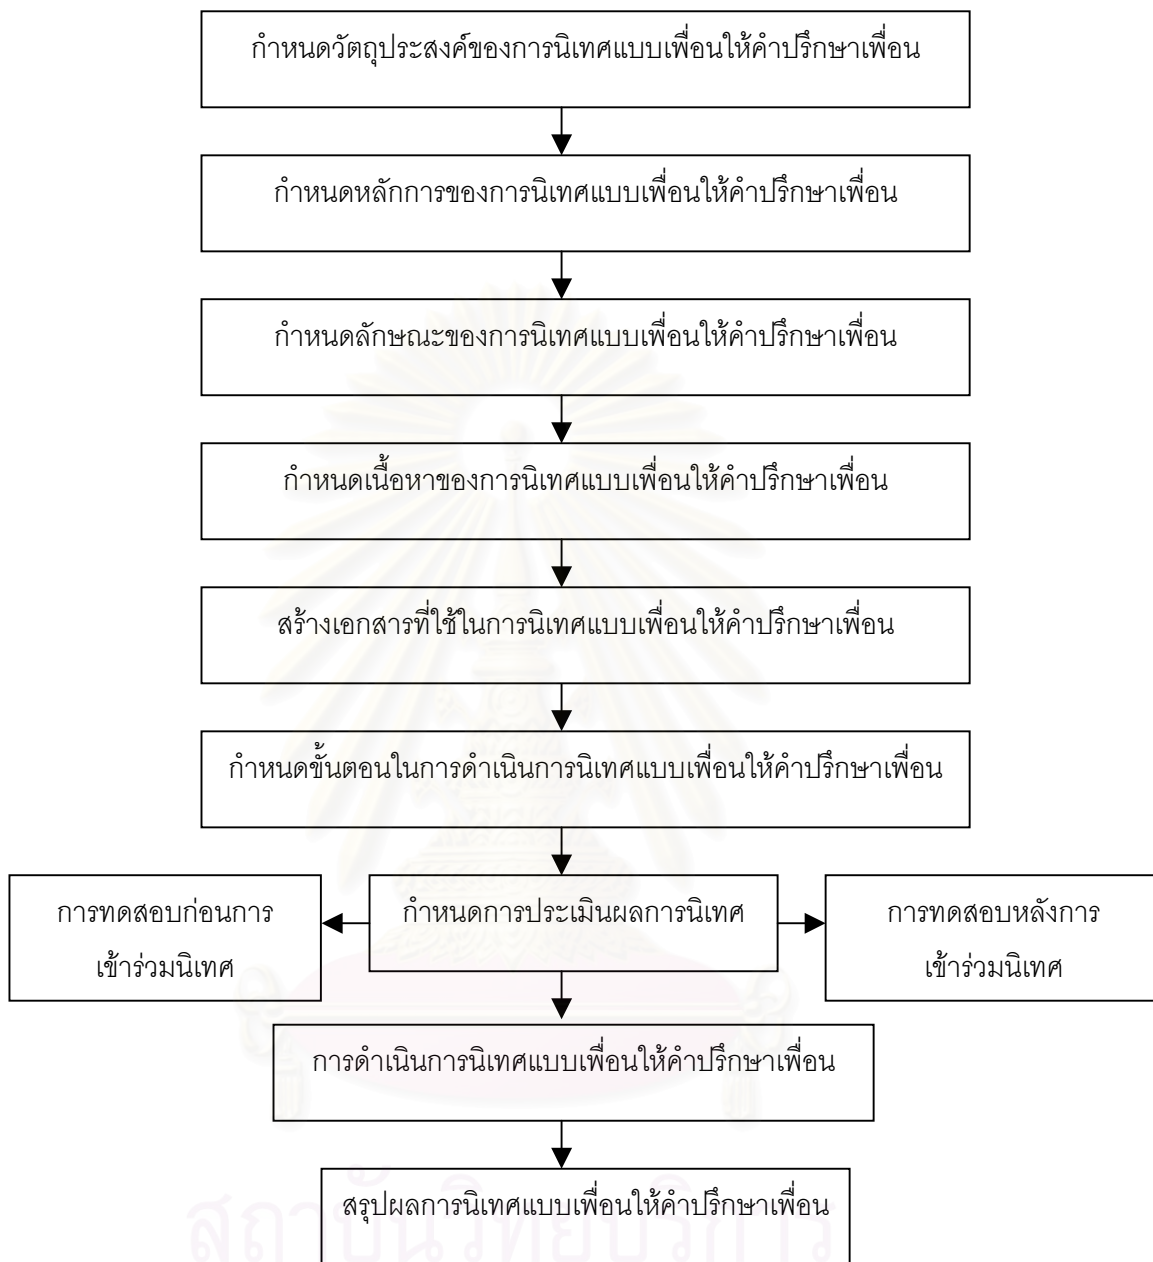 กำหนดวัตถุประสงค์ของการนิเทศแบบเพื่อนให้คำปรึกษาเพื่อน
กำหนดหลักการของการนิเทศแบบเพื่อนให้คำปรึกษาเพื่อน
กำหนดลักษณะของการนิเทศแบบเพื่อนให้คำปรึกษาเพื่อน
กำหนดเนื้อหาของการนิเทศแบบเพื่อนให้คำปรึกษาเพื่อน
สร้างเอกสารที่ใช้ในการนิเทศแบบเพื่อนให้คำปรึกษาเพื่อน
กำหนดขั้นตอนในการดำเนินการนิเทศแบบเพื่อนให้คำปรึกษาเพื่อน
การทดสอบก่อนการ
เข้าร่วมนิเทศ
กำหนดการประเมินผลการนิเทศ
การทดสอบหลังการ
เข้าร่วมนิเทศ
การดำเนินการนิเทศแบบเพื่อนให้คำปรึกษาเพื่อน
สรุปผลการนิเทศแบบเพื่อนให้คำปรึกษาเพื่อน
สถาบันวิทยบริการ